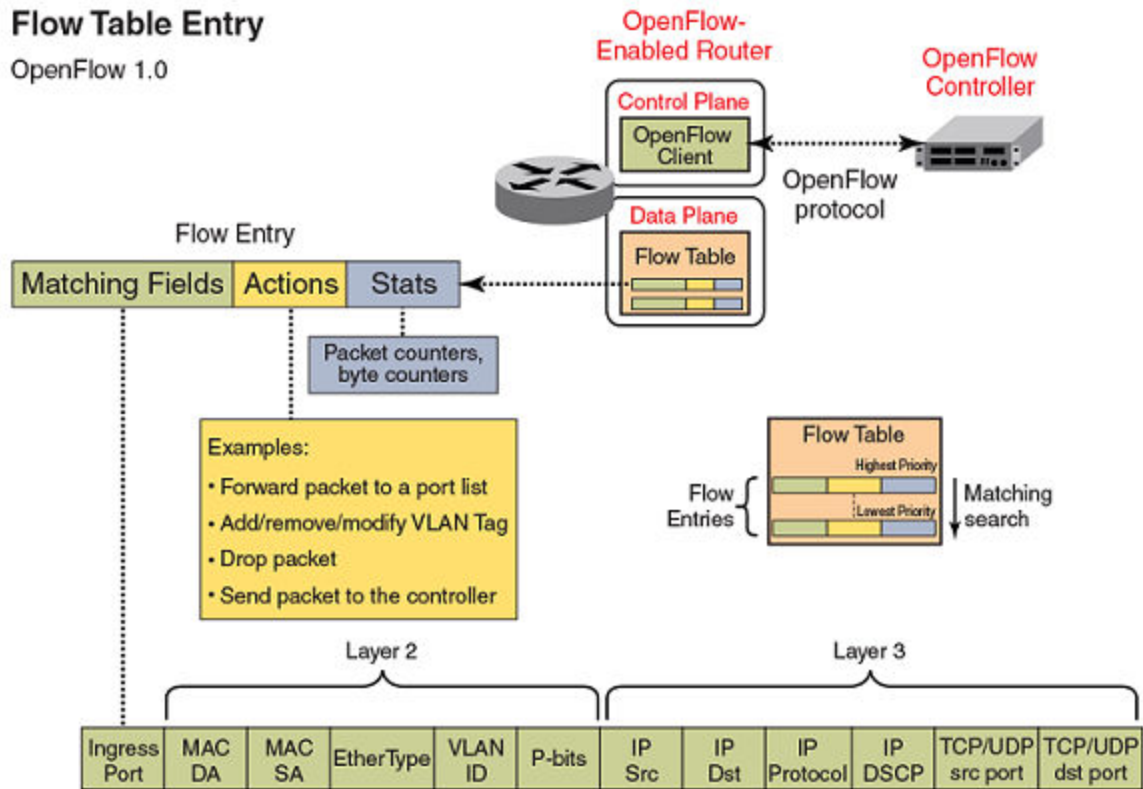 Flow Table Entry
OpenFlow 1.0
OpenFlow-
Enabled Router
OpenFlow
Controller
Control Plane
OpenFlow
Client
OpenFlow
protocol
Data Plane
Flow Table
Flow Entry
Matching Fields
Actions
Stats
Packet counters,
byte counters
Examples:
• Forward packet to a port list
• Add/remove/modify VLAN Tag
• Drop packet
• Send packet to the controller
Flow Table
Highest Priority
Lowest Priority
Flow
Entries
Matching
search
Layer 2
Layer 3
Ingress
Port
MAC
DA
MAC
SA
EtherType
VLAN
ID
P-bits
IP
Src
IP
Dst
IP
Protocol
IP
DSCP
TCP/UDP
src port
TCP/UDP
dst port